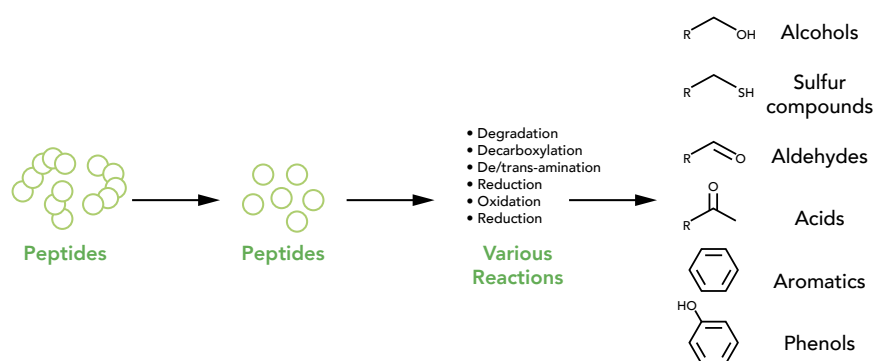 Peptides
Peptides
• Degradation
• Decarboxylation
• De/trans-amination
• Reduction
• Oxidation
• Reduction
Various
Reactions
R
OH
Alcohols
R
SH
Sulfur
compounds
R
O
Aldehydes
O
R
Acids
Aromatics
HO
Phenols